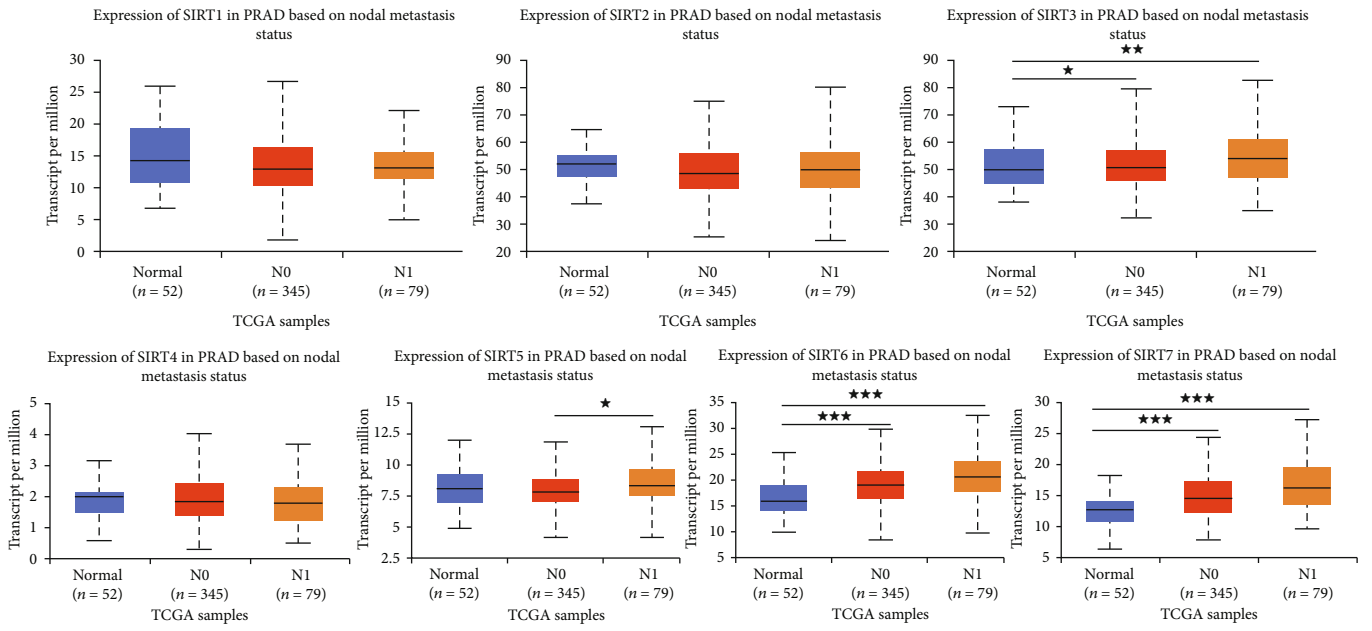 Expression of SIRT1 in PRAD based on nodal metastasis
status
Transcript per million
30
25
20
15
10
5
0
Normal
(n = 52)
N0
(n = 345)
N1
(n = 79)
TCGA samples
Expression of SIRT2 in PRAD based on nodal metastasis
status
Transcript per million
90
80
70
60
50
40
30
20
Normal
(n = 52)
N0
(n = 345)
N1
(n = 79)
TCGA samples
Expression of SIRT3 in PRAD based on nodal metastasis
status
Transcript per million
90
80
70
60
50
40
30
20
★★
★
Normal
(n = 52)
N0
(n = 345)
N1
(n = 79)
TCGA samples
Expression of SIRT4 in PRAD based on nodal
metastasis status
Transcript per million
5
4
3
2
1
0
Normal
(n = 52)
N0
(n = 345)
N1
(n = 79)
TCGA samples
Expression of SIRT5 in PRAD based on nodal
metastasis status
Transcript per million
15
12.5
10
7.5
5
2.5
★
Normal
(n = 52)
N0
(n = 345)
N1
(n = 79)
TCGA samples
Expression of SIRT6 in PRAD based on nodal
metastasis status
Transcript per million
35
30
25
20
15
10
5
★★★
★★★
Normal
(n = 52)
N0
(n = 345)
N1
(n = 79)
TCGA samples
Expression of SIRT7 in PRAD based on nodal
metastasis status
Transcript per million
30
25
20
15
10
5
★★★
★★★
Normal
(n = 52)
N0
(n = 345)
N1
(n = 79)
TCGA samples